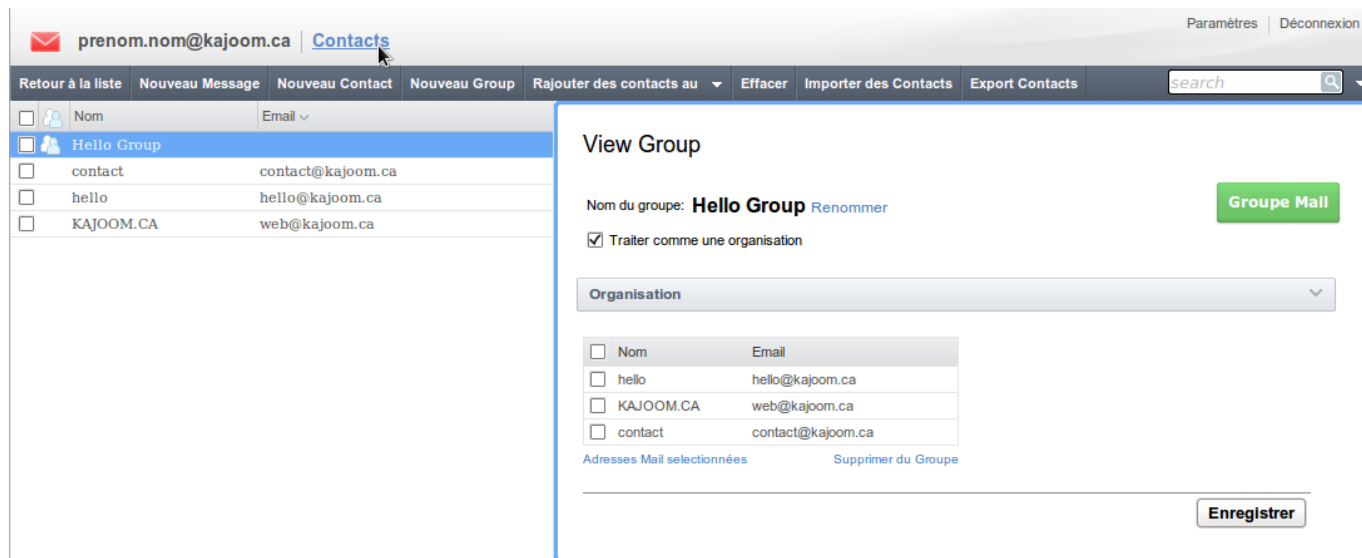 Paramètres Déconnexion
prenom.nom@kajoom.ca Contacts
Retour à la liste Nouveau Message Nouveau Contact Nouveau Group Rajouter des contacts au Effacer Importer des Contacts Export Contacts search
Nom Email
Hello Group
contact contact@kajoom.ca
hello hello@kajoom.ca
KAJOOM.CA web@kajoom.ca
View Group
Nom du groupe: Hello Group Renommer
Groupe Mail
Traiter comme une organisation
Organisation
Nom Email
hello hello@kajoom.ca
KAJOOM.CA web@kajoom.ca
contact contact@kajoom.ca
Adresses Mail selectionnées Supprimer du Groupe
Enregistrer